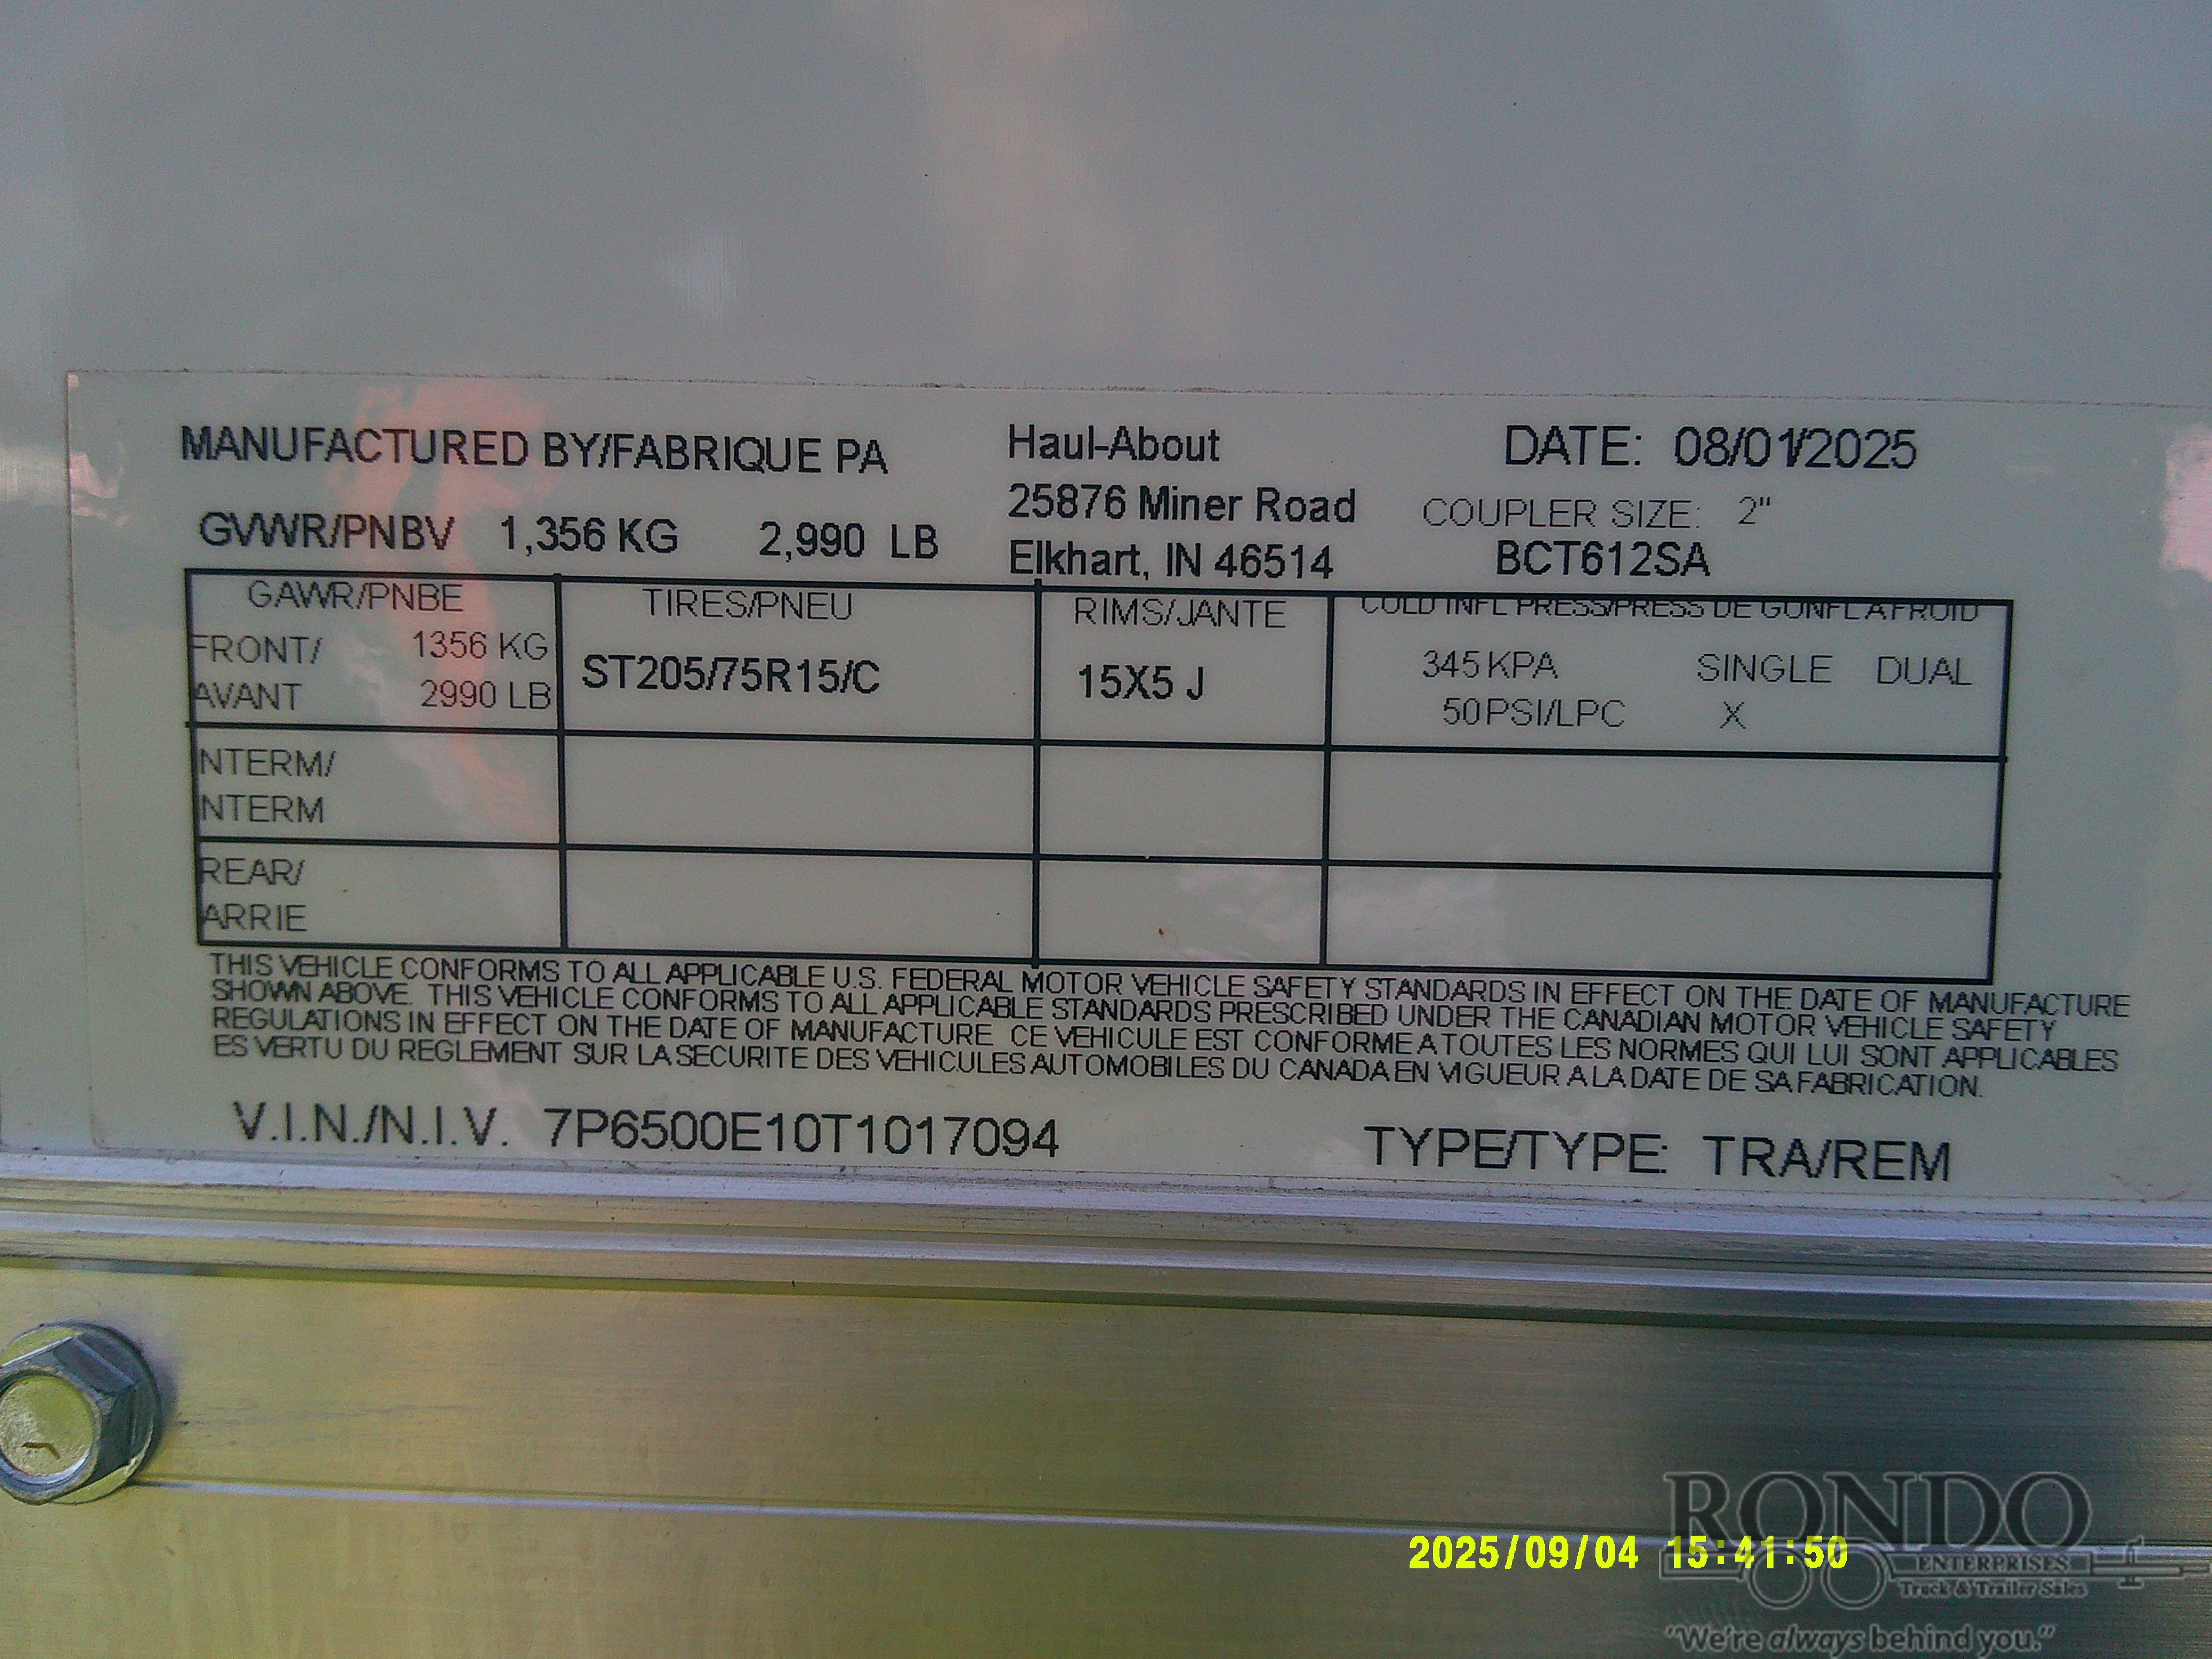 MANUFACTURED BY/FABRIQUE PA Haul-About DATE: 08/01/2025
25876 Miner Road COUPLER SIZE: 2"
GVWR/PNBV 1,356 KG 2,990 LB Elkhart, IN 46514 BCT612SA
GAWR/PNBE TIRES/PNEU RIMS/JANTE COLD INFL PRESS/PRESS DE GONFL A FROID
FRONT/ 1356 KG ST205/75R15/C 15X5 J 345 KPA SINGLE DUAL
AVANT 2990 LB 50 PSI/LPC X
NTERM/
NTERM
REAR/
ARRIE
THIS VEHICLE CONFORMS TO ALL APPLICABLE U.S. FEDERAL MOTOR VEHICLE SAFETY STANDARDS IN EFFECT ON THE DATE OF MANUFACTURE
SHOWN ABOVE. THIS VEHICLE CONFORMS TO ALL APPLICABLE STANDARDS PRESCRIBED UNDER THE CANADIAN MOTOR VEHICLE SAFETY
REGULATIONS IN EFFECT ON THE DATE OF MANUFACTURE CE VEHICULE EST CONFORME A TOUTES LES NORMES QUI LUI SONT APPLICABLES
ES VERTU DU REGLEMENT SUR LA SECURITE DES VEHICULES AUTOMOBILES DU CANADA EN VIGUEUR A LA DATE DE SA FABRICATION.
V.I.N./N.I.V. 7P6500E10T1017094 TYPE/TYPE: TRA/REM
RONDO
2025/09/04 15:41:50
ENTERPRISES
Truck & Trailer Sales
"We're always behind you."